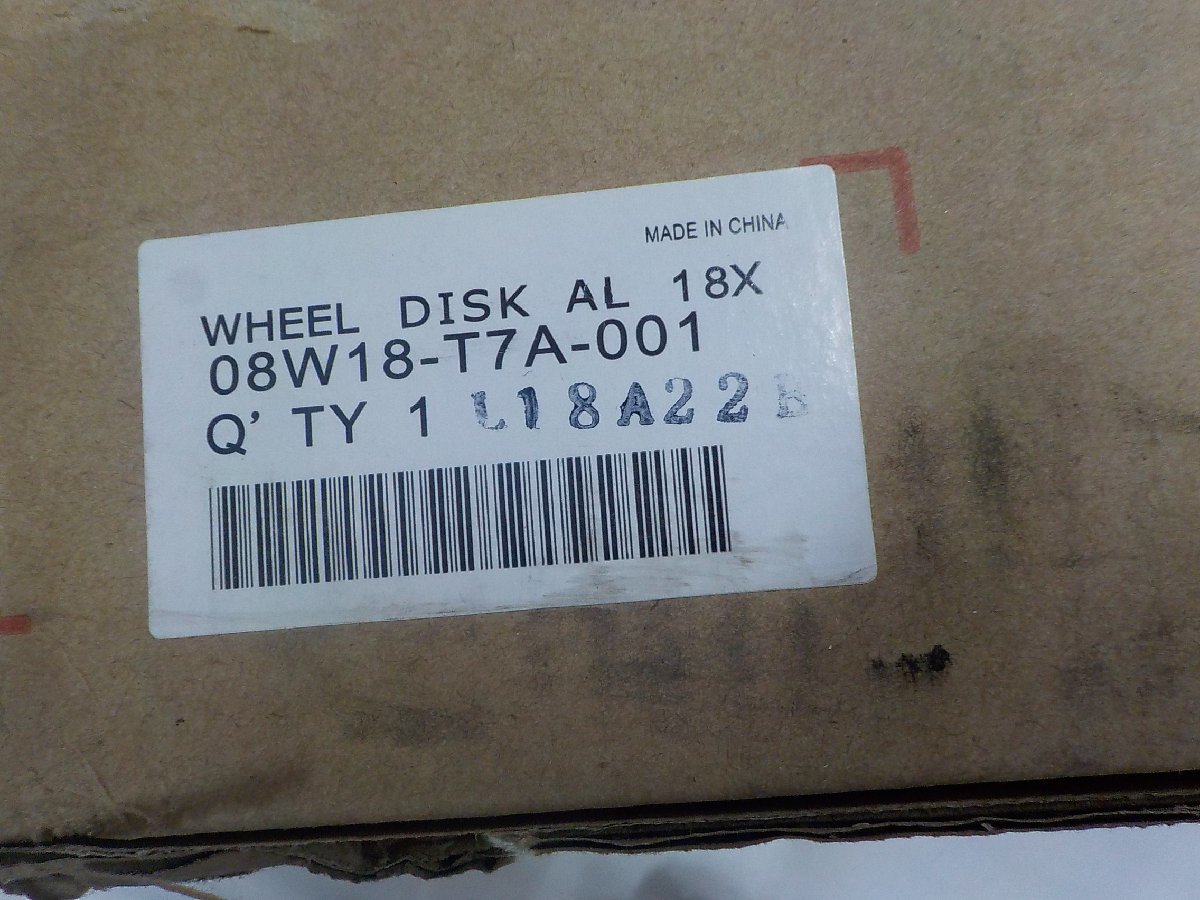 MADE IN CHINA
WHEEL DISK AL 18X
08W18-T7A-001
Q' TY 1 L18A22B